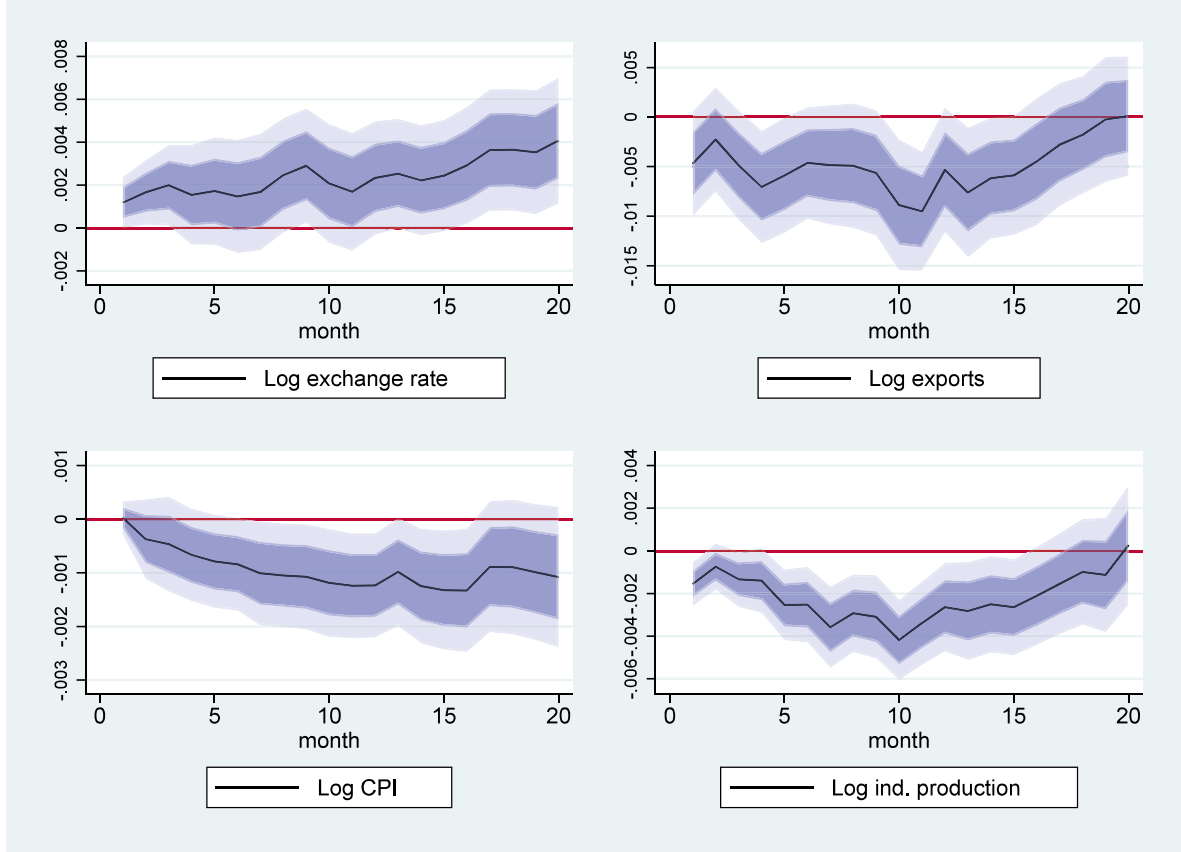 .008
.006
.004
.002
0
-.002
0 5 10 15 20
month
Log exchange rate
.005
0
-.005
-.01
-.015
0 5 10 15 20
month
Log exports
.001
0
-.001
-.002
-.003
0 5 10 15 20
month
Log CPI
.004
.002
0
-.002
-.004
-.006
0 5 10 15 20
month
Log ind. production